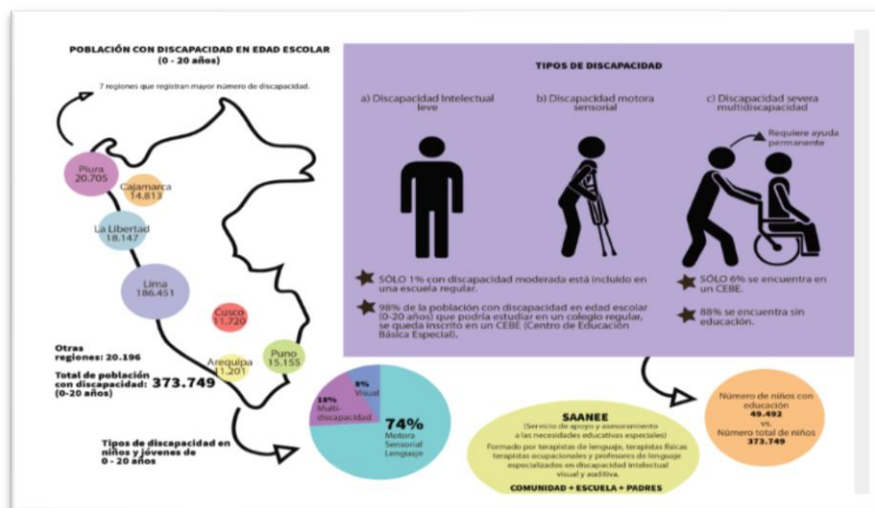 POBLACIÓN CON DISCAPACIDAD EN EDAD ESCOLAR
(0 - 20 años)
7 regiones que registran mayor número de discapacidad.
Piura
20.705
Cajamarca
14.813
La Libertad
18.147
Lima
186.451
Cusco
11.720
Arequipa
11.201
Puno
15.155
Otras
regiones: 20.196
Total de población
con discapacidad: 373.749
(0-20 años)
Tipos de discapacidad en
niños y jóvenes de
0 - 20 años
TIPOS DE DISCAPACIDAD
a) Discapacidad Intelectual
leve
b) Discapacidad motora
sensorial
c) Discapacidad severa
multidiscapacidad
Requiere ayuda
permanente
SÓLO 1% con discapacidad moderada está incluido en
una escuela regular.
98% de la población con discapacidad en edad escolar
(0-20 años) que podría estudiar en un colegio regular,
se queda inscrito en un CEBE (Centro de Educación
Básica Especial).
SÓLO 6% se encuentra en
un CEBE.
88% se encuentra sin
educación.
8%
Visual
18%
Multi-
discapacidad
74%
Motora
Sensorial
Lenguaje
SAANEE
(Servicio de apoyo y asesoramiento
a las necesidades educativas especiales)
Formado por terapistas de lenguaje, terapistas físicas
terapistas ocupacionales y profesores de lenguaje
especializados en discapacidad intelectual
visual y auditiva.
COMUNIDAD + ESCUELA + PADRES
Número de niños con
educación
49.492
vs.
Número total de niños
373.749